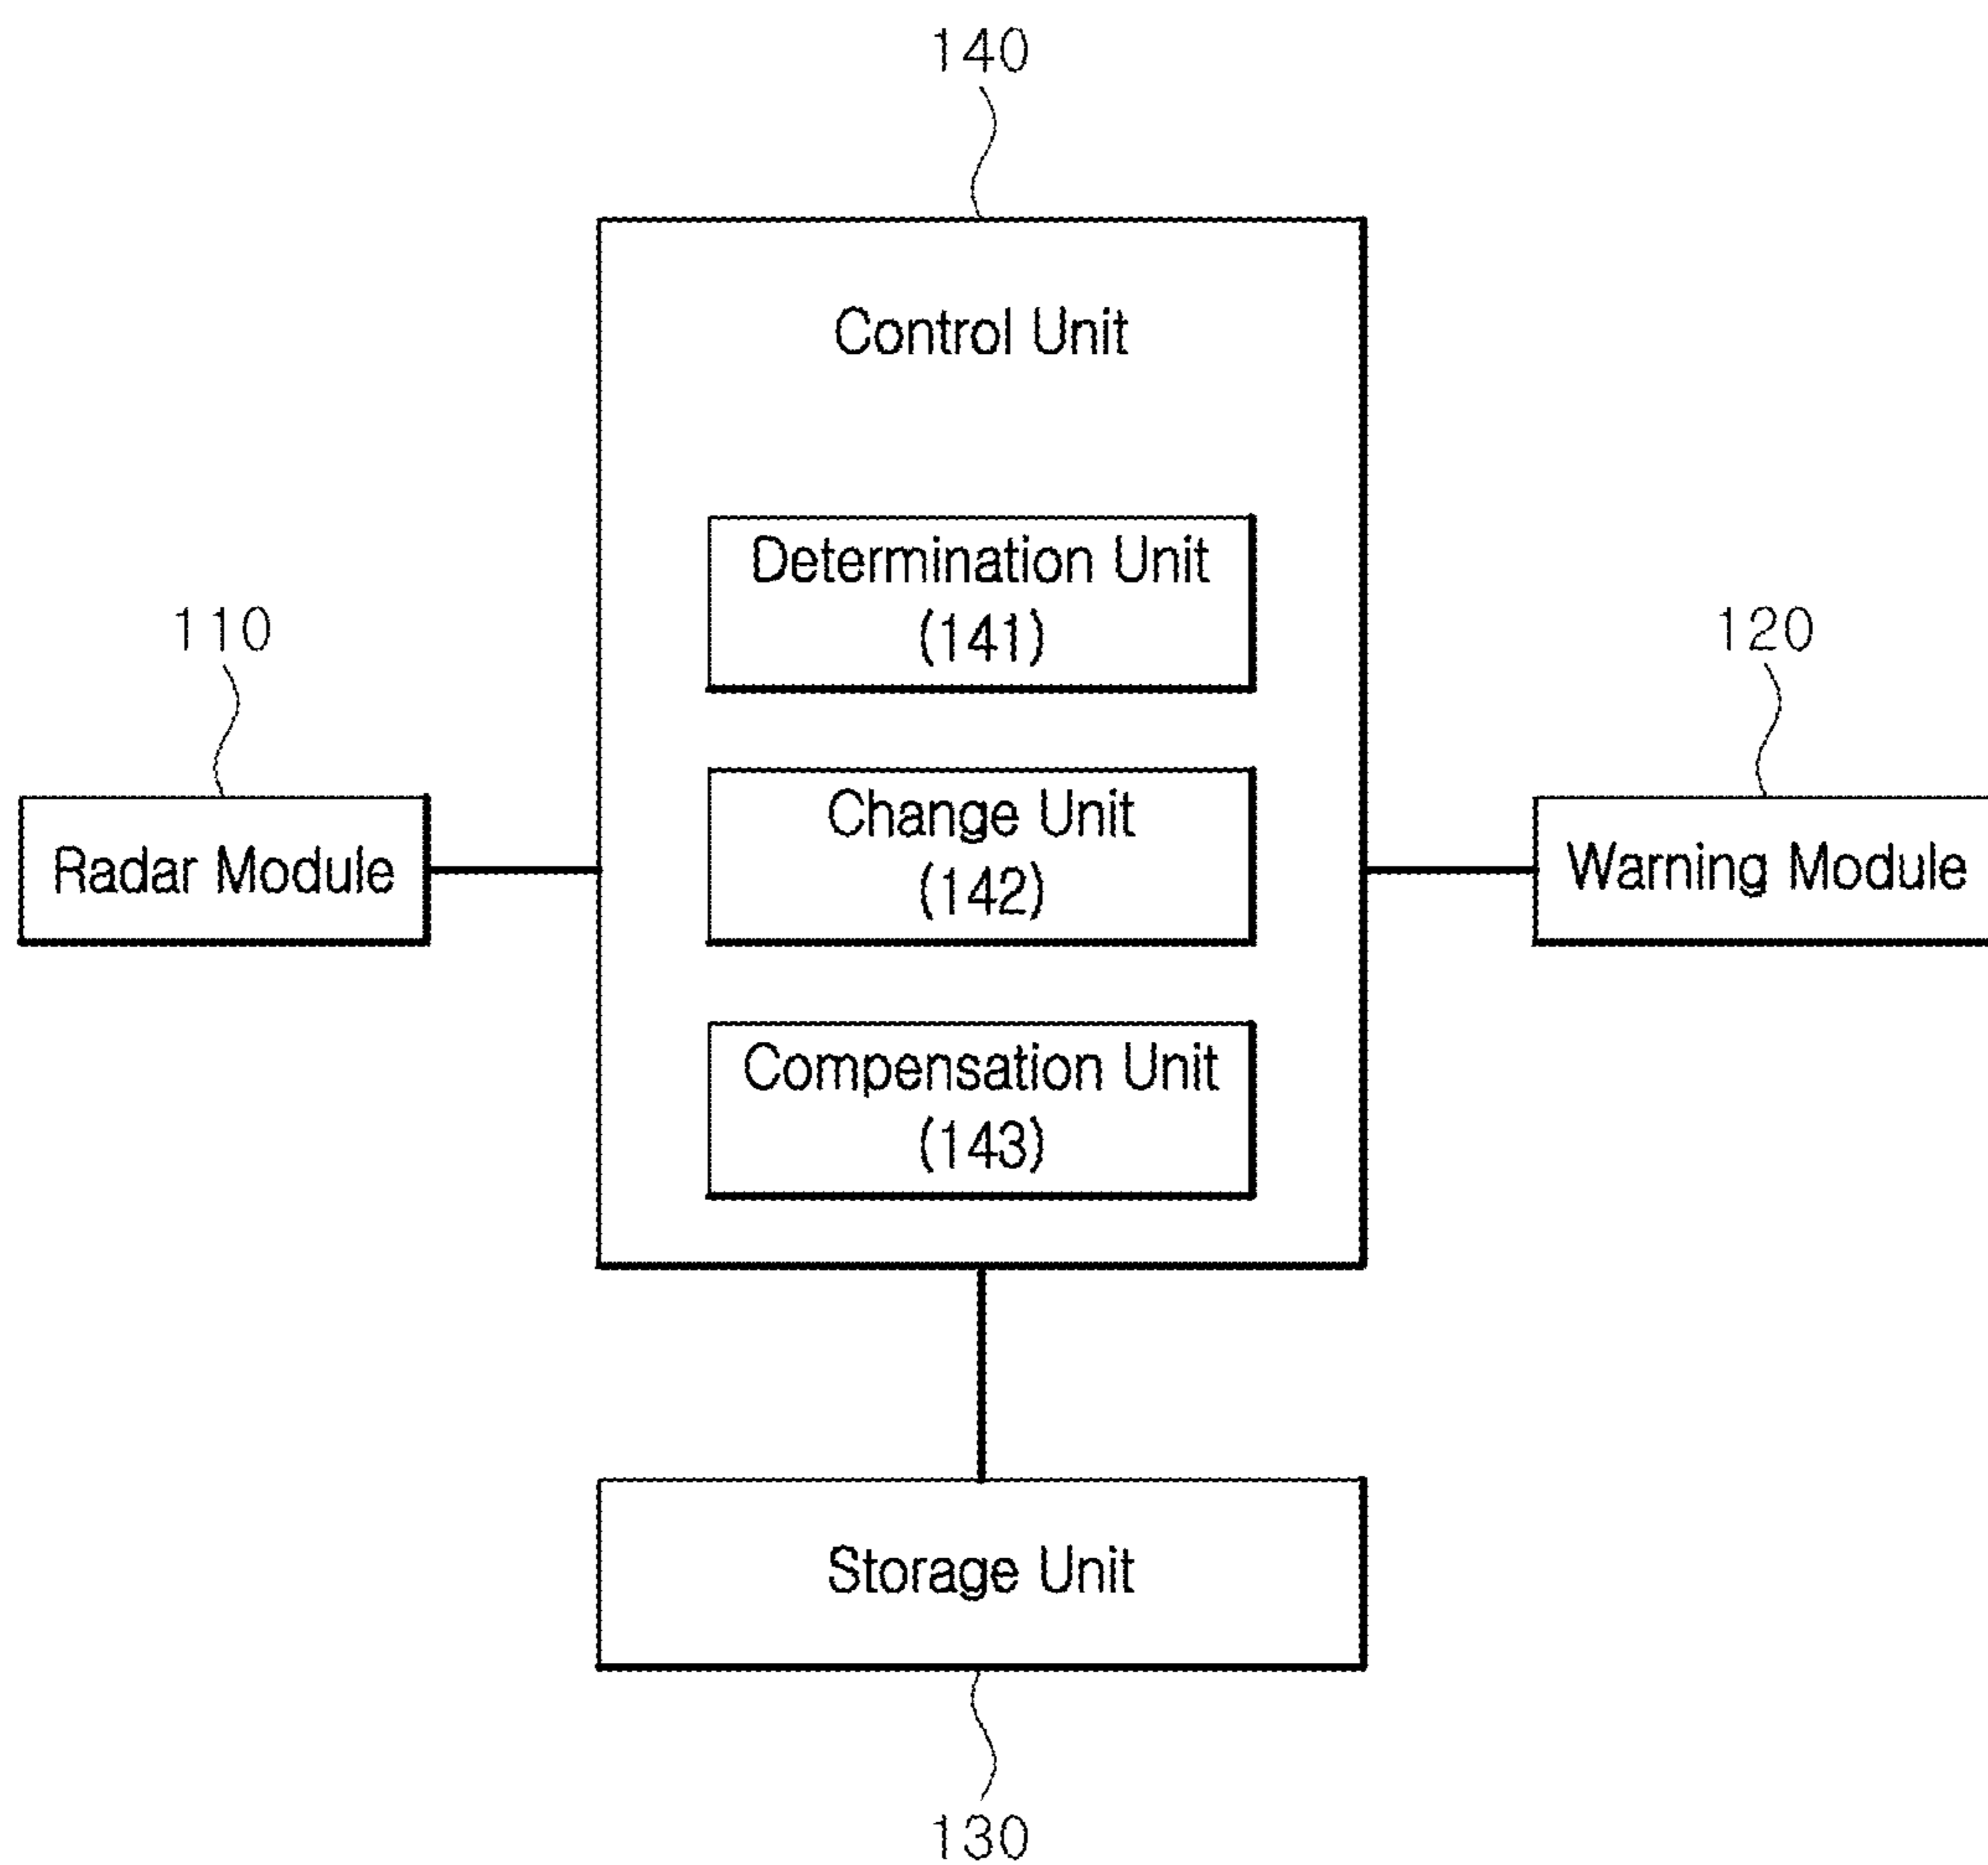 140
Control Unit
Determination Unit
(141)
110
120
Change Unit
(142)
Radar Module
Warning Module
Compensation Unit
(143)
Storage Unit
130